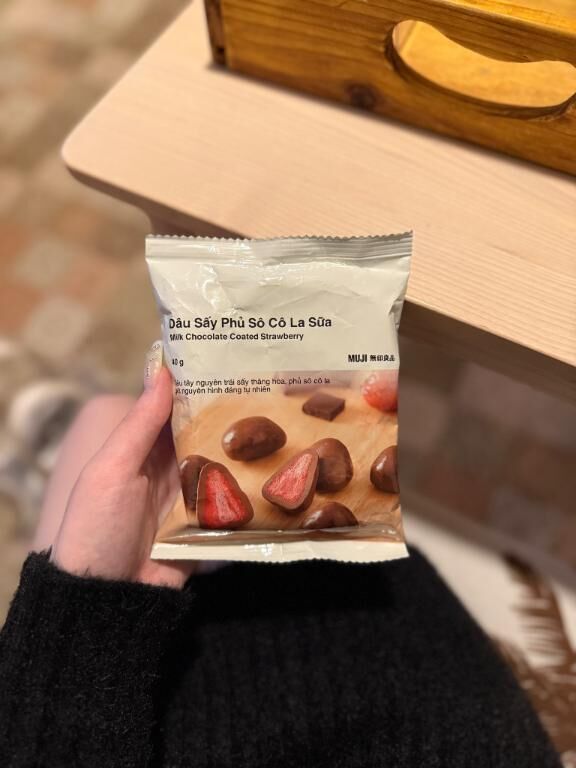 Dâu Sấy Phủ Sô Cô La Sữa
Milk Chocolate Coated Strawberry
40 g
MUJI 無印良品
tây nguyên trái sấy thăng hoa, phủ sô cô la
nguyên hình dáng tự nhiên